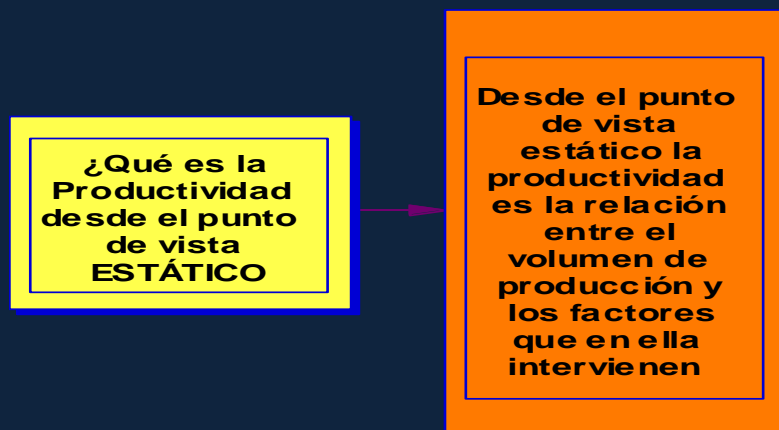 ¿Qué es la
Productividad
desde el punto
de vista
ESTÁTICO
Desde el punto
de vista
estático la
productividad
es la relación
entre el
volumen de
producción y
los factores
que en ella
intervienen